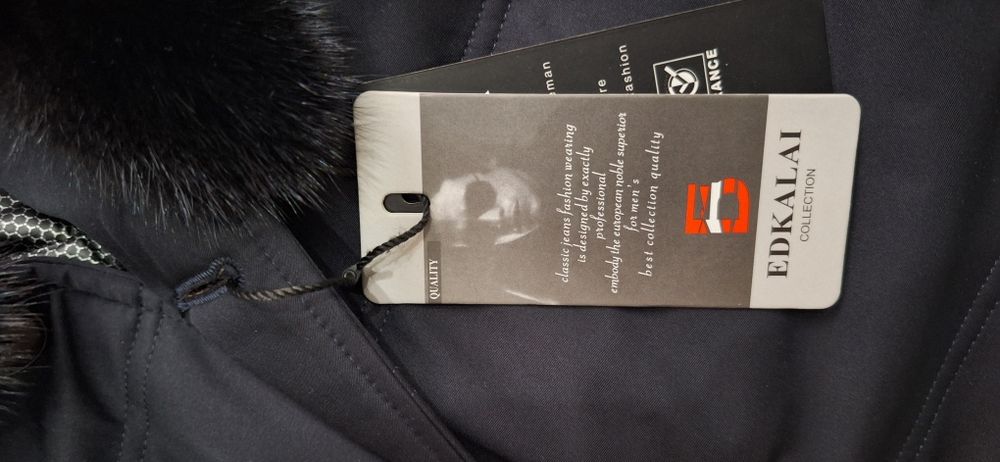 QUALITY
classic jeans fashion wearing
is designed by exactly
professional
embody the european noble superior
for men's
best collection quality
EDKALAI
COLLECTION